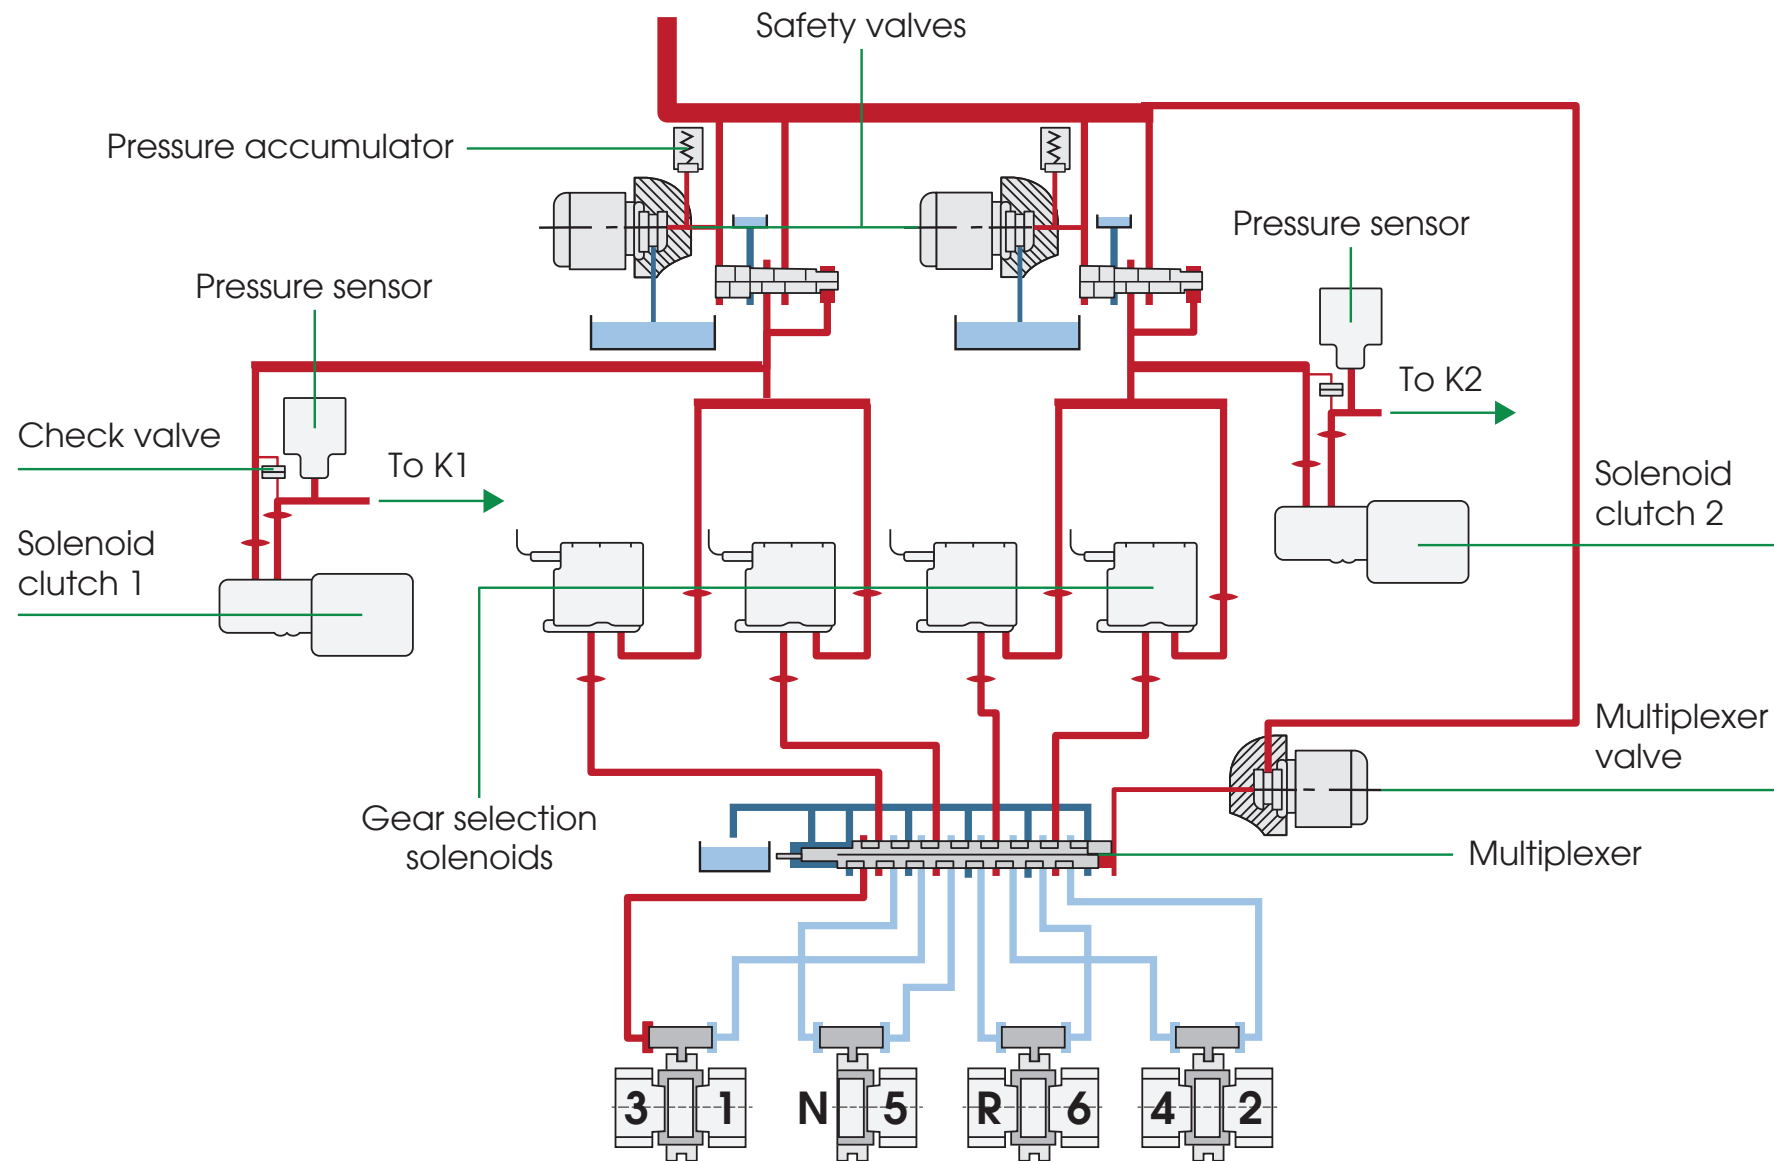 Safety valves
Pressure accumulator
Pressure sensor
Pressure sensor
To K2
Check valve
To K1
Solenoid
clutch 2
Solenoid
clutch 1
Multiplexer
valve
Gear selection
solenoids
Multiplexer
3 1 N 5 R 6 4 2